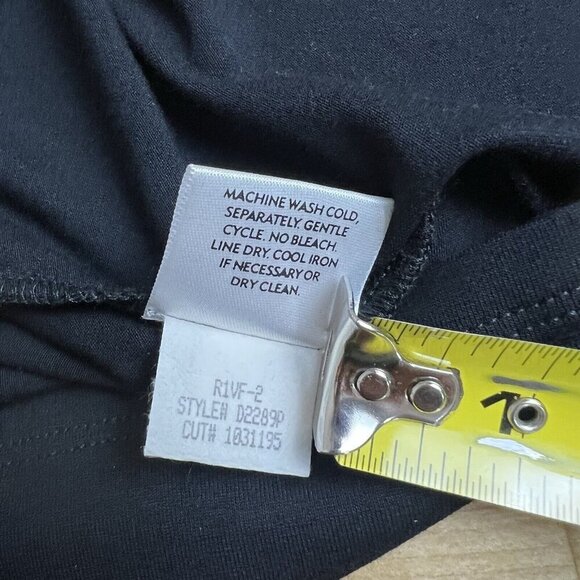 MACHINE WASH COLD,
SEPARATELY. GENTLE
CYCLE. NO BLEACH.
LINE DRY. COOL IRON
IF NECESSARY OR
DRY CLEAN.
R1VF-2
STYLE# D2289P
CUT# 1031195
1